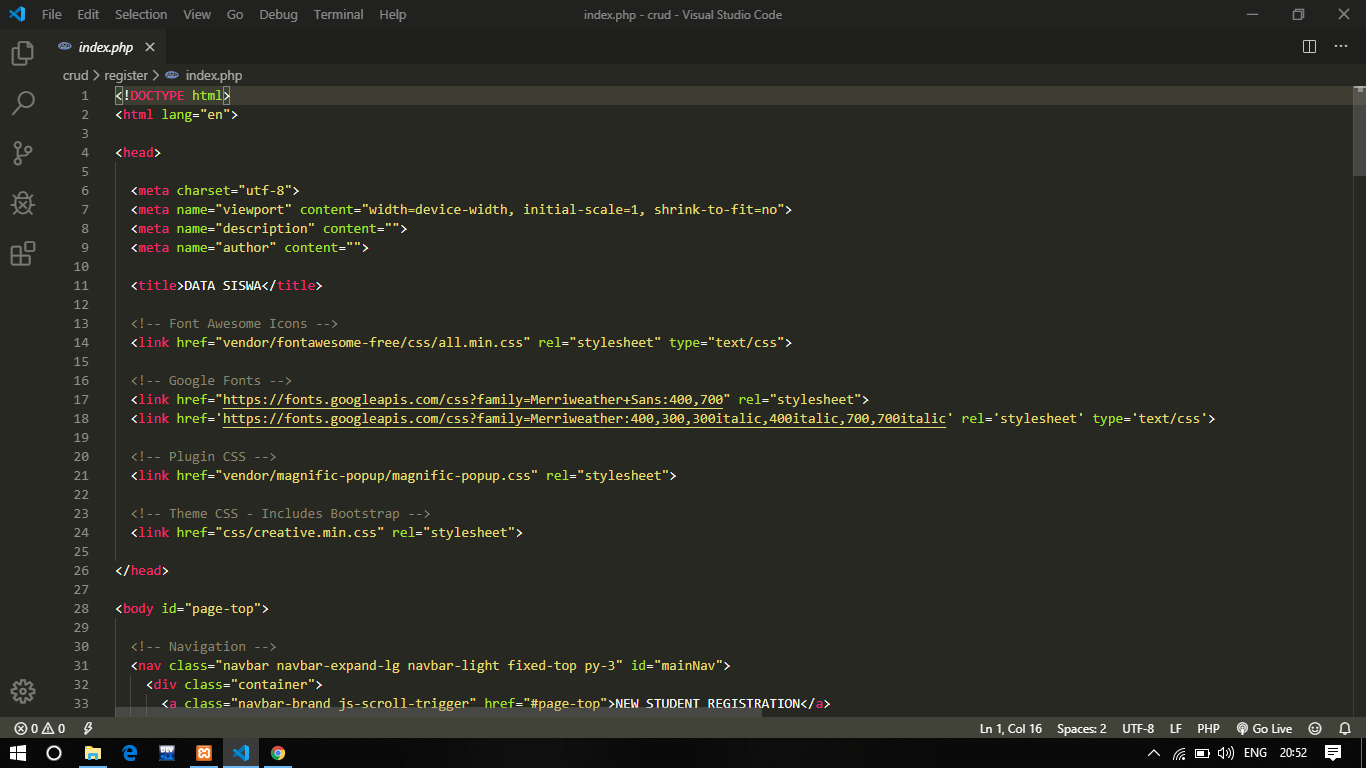 File Edit Selection View Go Debug Terminal Help index.php - crud - Visual Studio Code
index.php
crud > register > index.php
1 <!DOCTYPE html>
2 <html lang="en">
3
4 <head>
5
6 <meta charset="utf-8">
7 <meta name="viewport" content="width=device-width, initial-scale=1, shrink-to-fit=no">
8 <meta name="description" content="">
9 <meta name="author" content="">
10
11 <title>DATA SISWA</title>
12
13 <!-- Font Awesome Icons -->
14 <link href="vendor/fontawesome-free/css/all.min.css" rel="stylesheet" type="text/css">
15
16 <!-- Google Fonts -->
17 <link href="https://fonts.googleapis.com/css?family=Merriweather+Sans:400,700" rel="stylesheet">
18 <link href='https://fonts.googleapis.com/css?family=Merriweather:400,300,300italic,400italic,700,700italic' rel='stylesheet' type='text/css'>
19
20 <!-- Plugin CSS -->
21 <link href="vendor/magnific-popup/magnific-popup.css" rel="stylesheet">
22
23 <!-- Theme CSS - Includes Bootstrap -->
24 <link href="css/creative.min.css" rel="stylesheet">
25
26 </head>
27
28 <body id="page-top">
29
30 <!-- Navigation -->
31 <nav class="navbar navbar-expand-lg navbar-light fixed-top py-3" id="mainNav">
32 <div class="container">
33 <a class="navbar-brand js-scroll-trigger" href="#page-top">NEW STUDENT REGISTRATION</a>
0 0 Ln 1, Col 16 Spaces: 2 UTF-8 LF PHP Go Live
DEV ENG 20:52